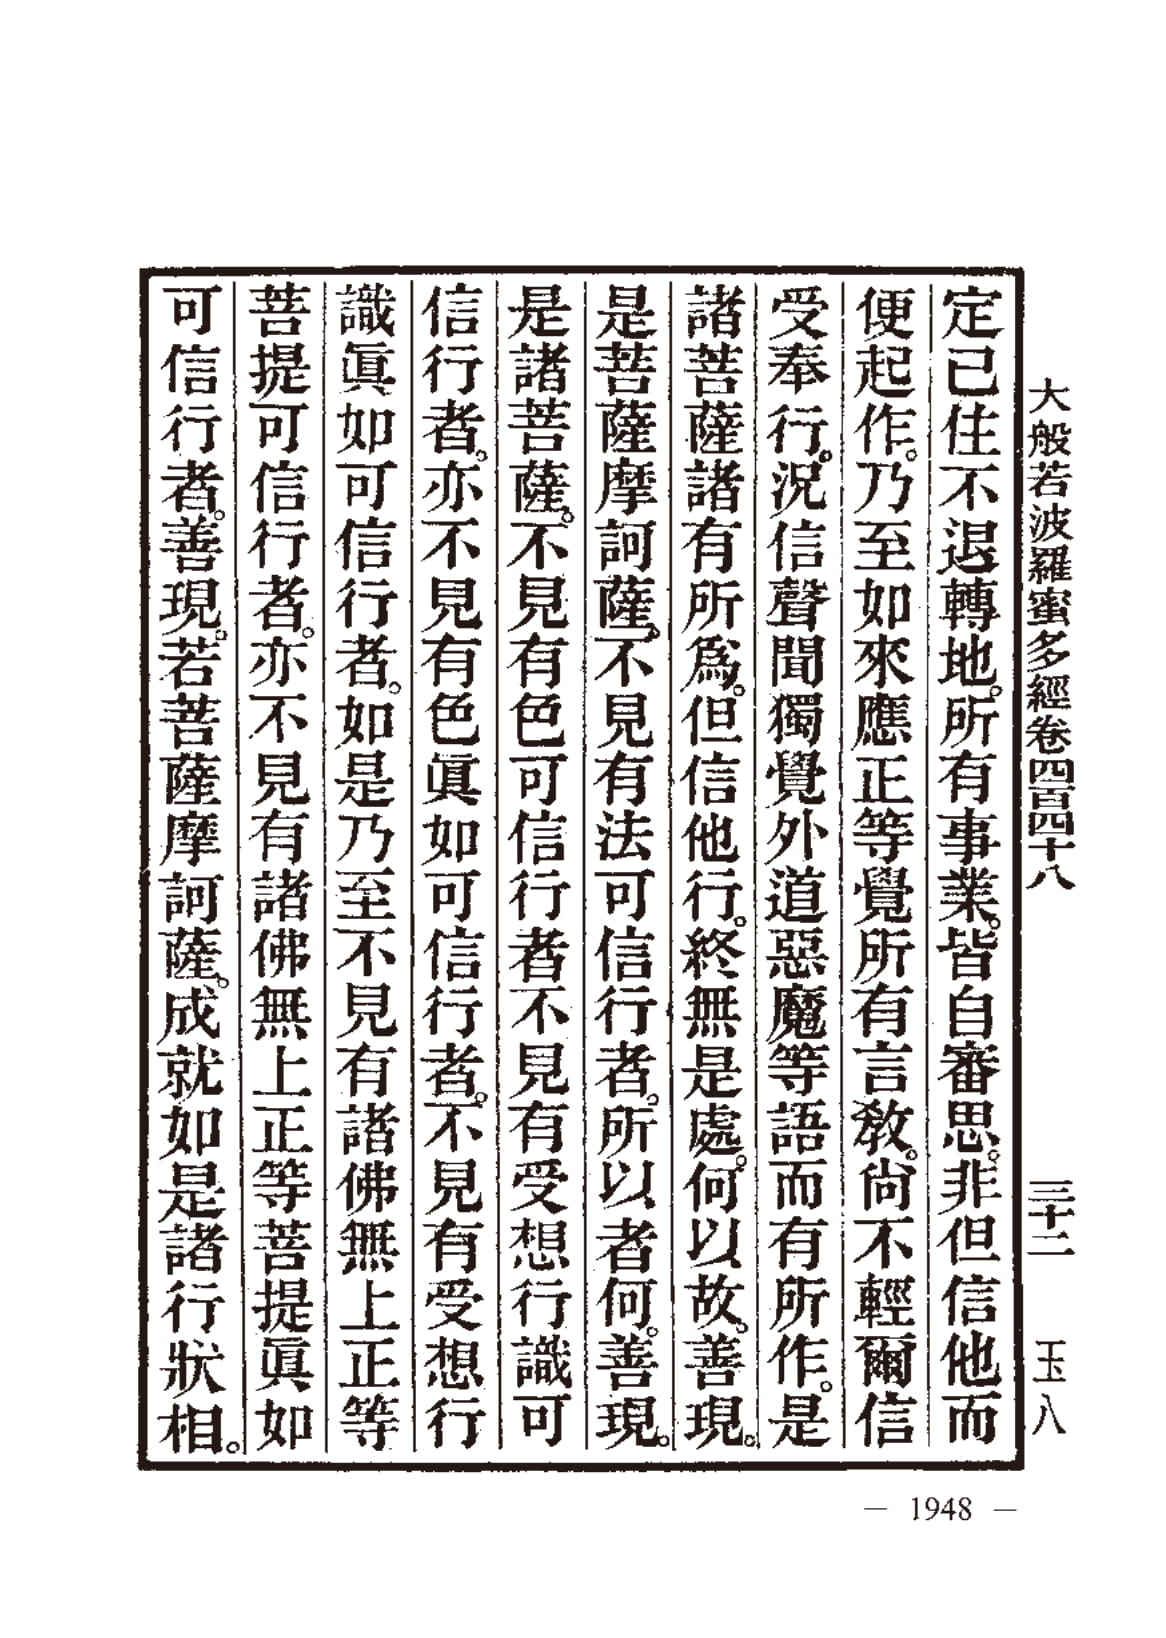 大般若波羅蜜多經卷四百四十八 三十二 玉八
定已住不退轉地。所有事業。皆自審思。非但信他而
便起作。乃至如來應正等覺所有言敎。尙不輕爾信
受奉行。況信聲聞獨覺外道惡魔等語而有所作。是
諸菩薩諸有所爲。但信他行。終無是處。何以故。善現。
是菩薩摩訶薩。不見有法可信行者。所以者何。善現。
是諸菩薩。不見有色可信行者不見有受想行識可
信行者。亦不見有色眞如可信行者。不見有受想行
識眞如可信行者。如是乃至不見有諸佛無上正等
菩提可信行者。亦不見有諸佛無上正等菩提眞如
可信行者。善現。若菩薩摩訶薩。成就如是諸行狀相。
— 1948 —